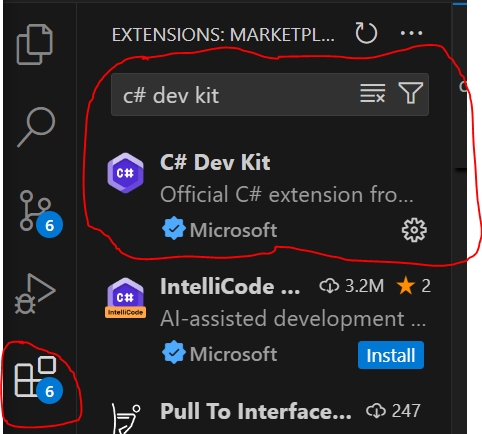 EXTENSIONS: MARKETPL...
c# dev kit
C#
C# Dev Kit
Official C# extension fro...
Microsoft
6
C#
IntelliCode
IntelliCode ...
3.2M
2
AI-assisted development ...
Microsoft
Install
6
Pull To Interface...
247